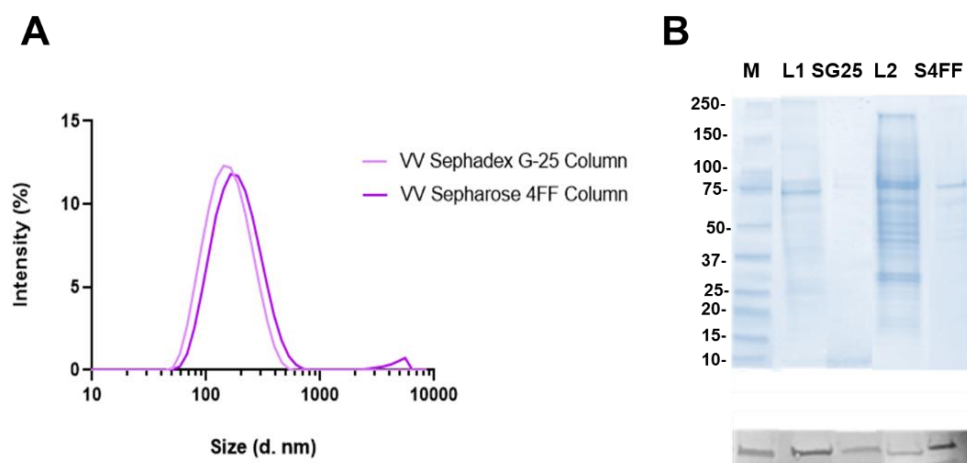 A
15
10
5
0
Intensity (%)
10
100
1000
10000
Size (d. nm)
VV Sephadex G-25 Column
VV Sepharose 4FF Column
B
M L1 SG25 L2 S4FF
250-
150-
100-
75-
50-
37-
25-
20-
15-
10-